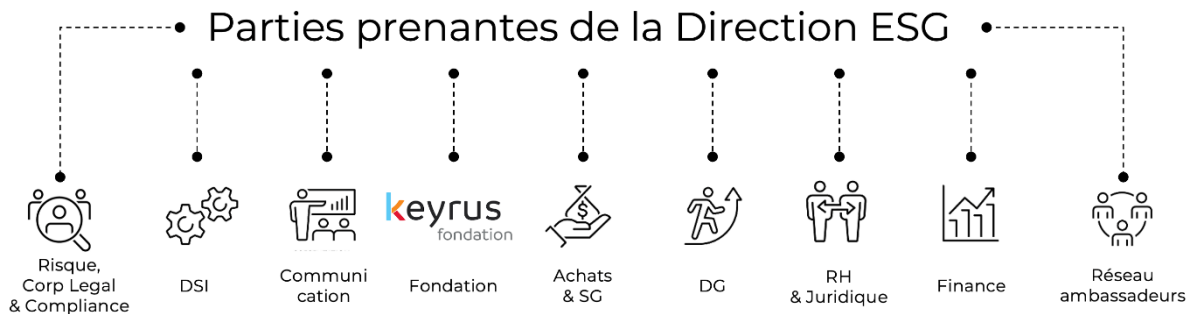 Parties prenantes de la Direction ESG
keyrus
fondation
$
Risque,
Corp Legal
& Compliance
DSI
Communi
cation
Fondation
Achats
& SG
DG
RH
& Juridique
Finance
Réseau
ambassadeurs